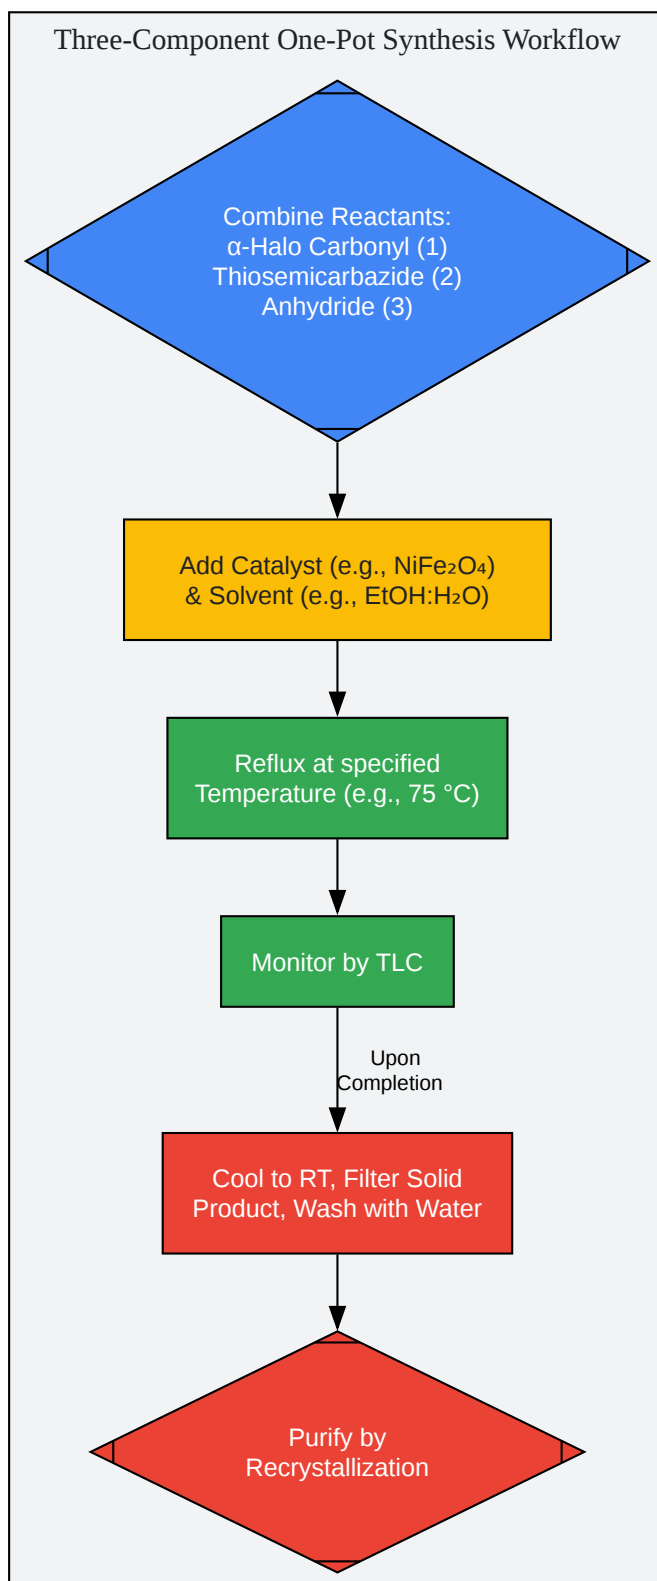 Three-Component One-Pot Synthesis Workflow
Combine Reactants:
α-Halo Carbonyl (1)
Thiosemicarbazide (2)
Anhydride (3)
Add Catalyst (e.g., NiFe₂O₄)
& Solvent (e.g., EtOH:H₂O)
Reflux at specified
Temperature (e.g., 75 °C)
Monitor by TLC
Upon
Completion
Cool to RT, Filter Solid
Product, Wash with Water
Purify by
Recrystallization